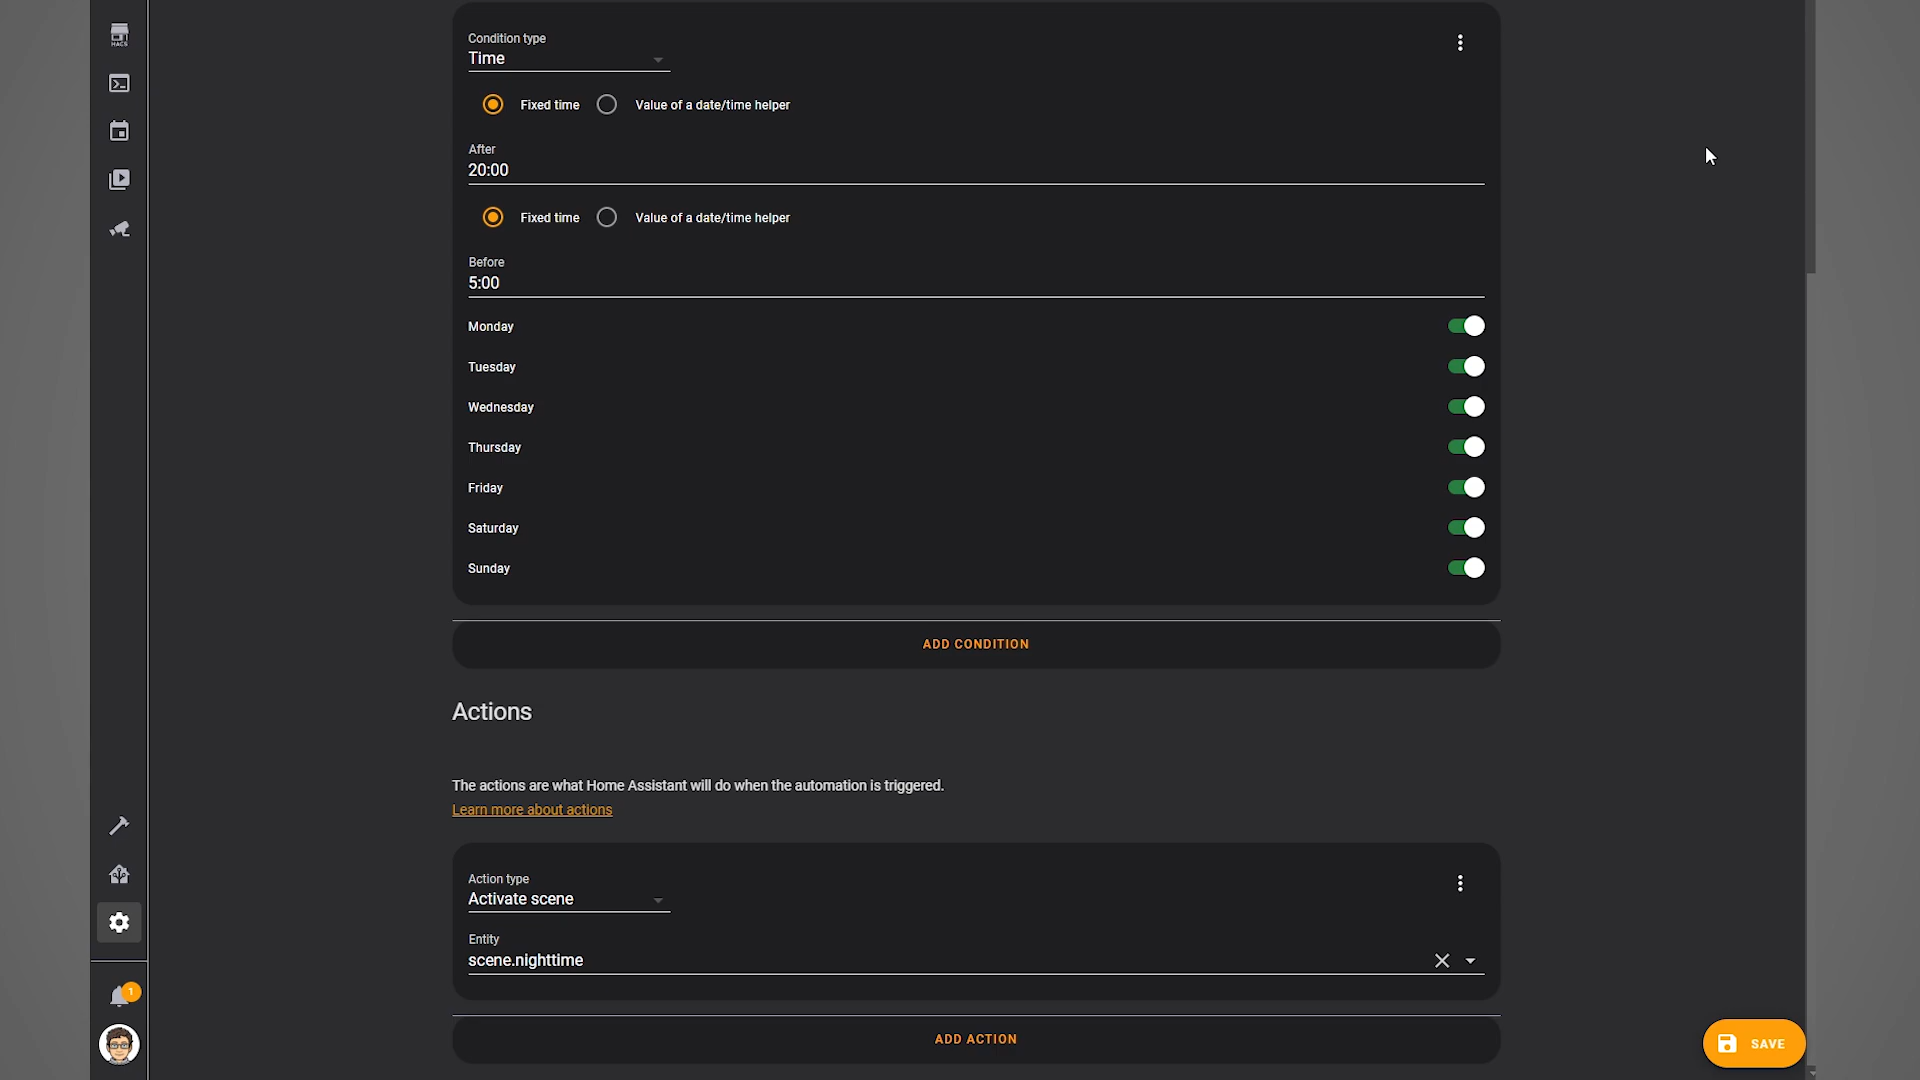 HACS
Condition type
Time
Fixed time
Value of a date/time helper
After
20:00
Fixed time
Value of a date/time helper
Before
5:00
Monday
Tuesday
Wednesday
Thursday
Friday
Saturday
Sunday
ADD CONDITION
Actions
The actions are what Home Assistant will do when the automation is triggered.
Learn more about actions
Action type
Activate scene
Entity
scene.nighttime
1
ADD ACTION
SAVE